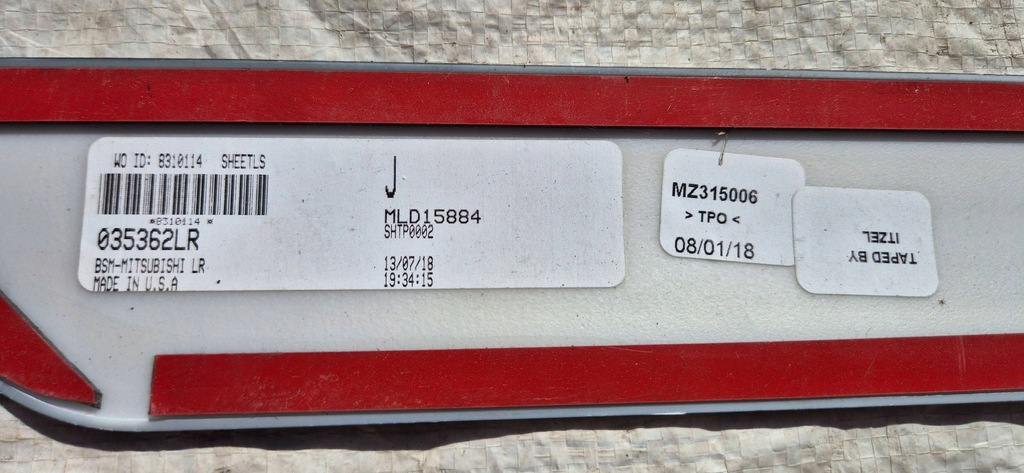 WO ID: 8310114 SHEETLS
*8310114 *
035362LR
BSM-MITSUBISHI LR
MADE IN U.S.A
J
MLD15884
SHTP0002
13/07/18
19:34:15
MZ315006
> TPO <
08/01/18
TAPED BY
ITZEL